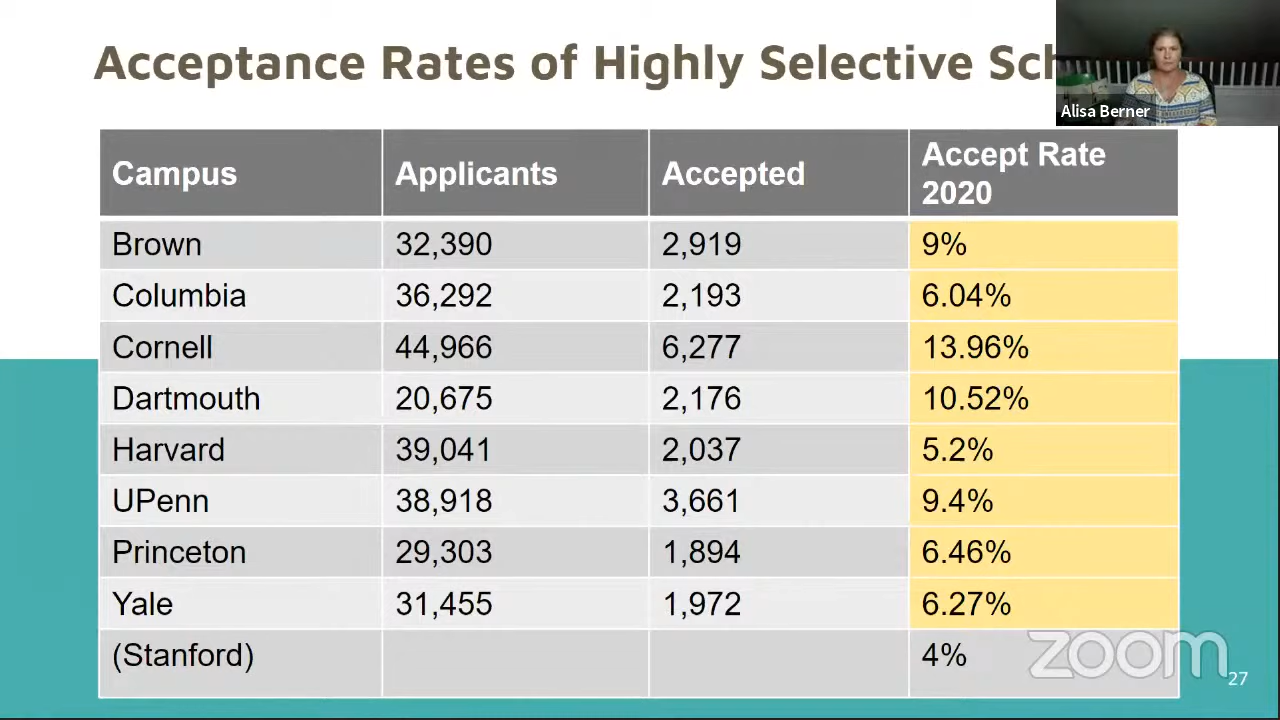 Acceptance Rates of Highly Selective Sch
Alisa Berner
Campus Applicants Accepted Accept Rate 2020
Brown 32,390 2,919 9%
Columbia 36,292 2,193 6.04%
Cornell 44,966 6,277 13.96%
Dartmouth 20,675 2,176 10.52%
Harvard 39,041 2,037 5.2%
UPenn 38,918 3,661 9.4%
Princeton 29,303 1,894 6.46%
Yale 31,455 1,972 6.27%
(Stanford) 4%
zoom
27